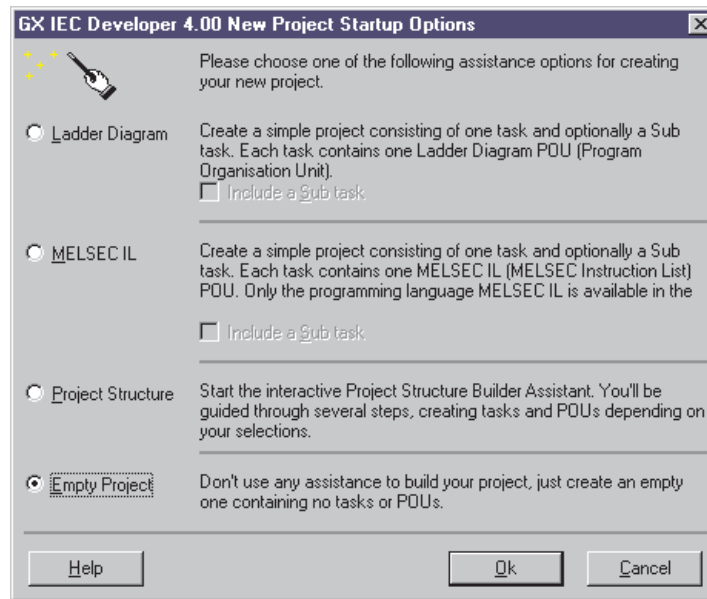 GX IEC Developer 4.00 New Project Startup Options
Please choose one of the following assistance options for creating
your new project.
Ladder Diagram
Create a simple project consisting of one task and optionally a Sub
task. Each task contains one Ladder Diagram POU (Program
Organisation Unit).
Include a Sub task
MELSEC IL
Create a simple project consisting of one task and optionally a Sub
task. Each task contains one MELSEC IL (MELSEC Instruction List)
POU. Only the programming language MELSEC IL is available in the
Include a Sub task
Project Structure
Start the interactive Project Structure Builder Assistant. You'll be
guided through several steps, creating tasks and POUs depending on
your selections.
Empty Project
Don't use any assistance to build your project, just create an empty
one containing no tasks or POUs.
Help
Ok
Cancel